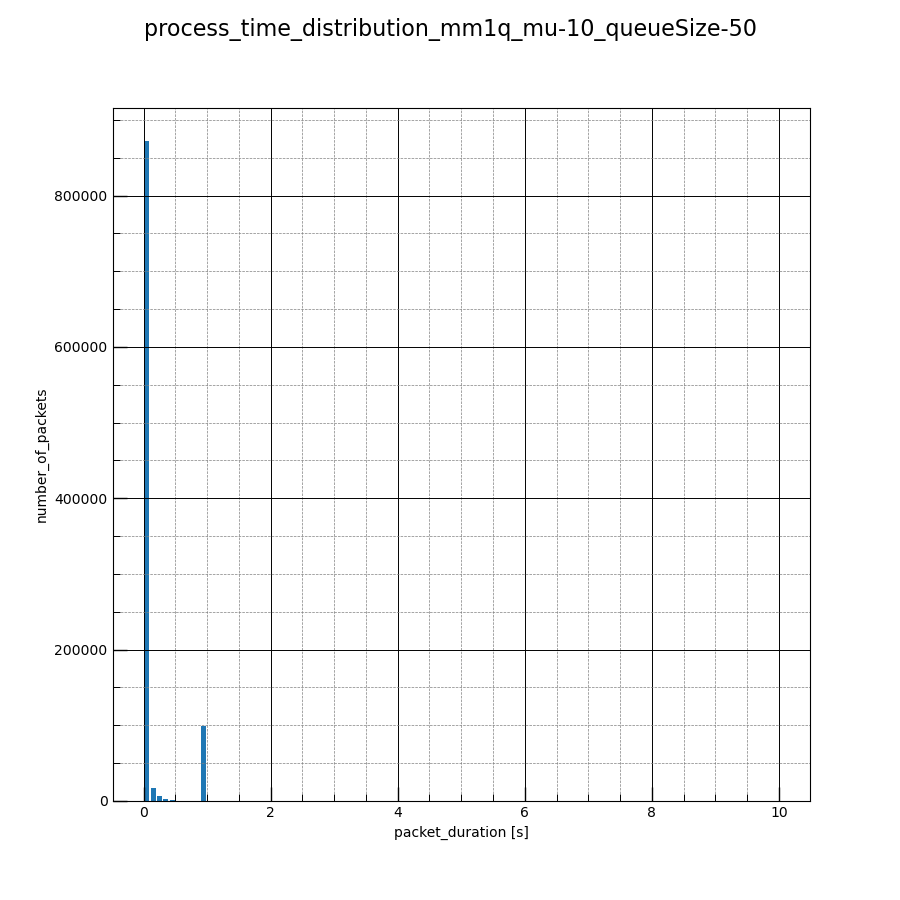 process_time_distribution_mm1q_mu-10_queueSize-50
800000
600000
400000
200000
0
number_of_packets
0 2 4 6 8 10
packet_duration [s]